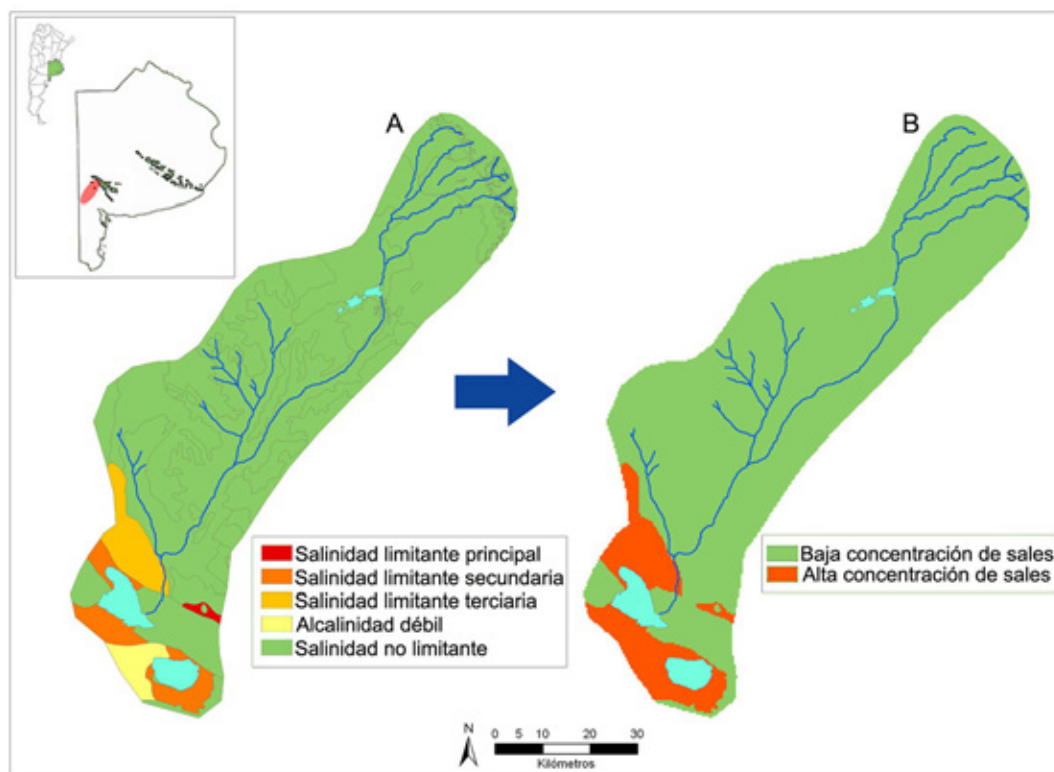 A
B
Salinidad limitante principal
Salinidad limitante secundaria
Salinidad limitante terciaria
Alcalinidad débil
Salinidad no limitante
Baja concentración de sales
Alta concentración de sales
N
0 5 10 20 30
Kilómetros